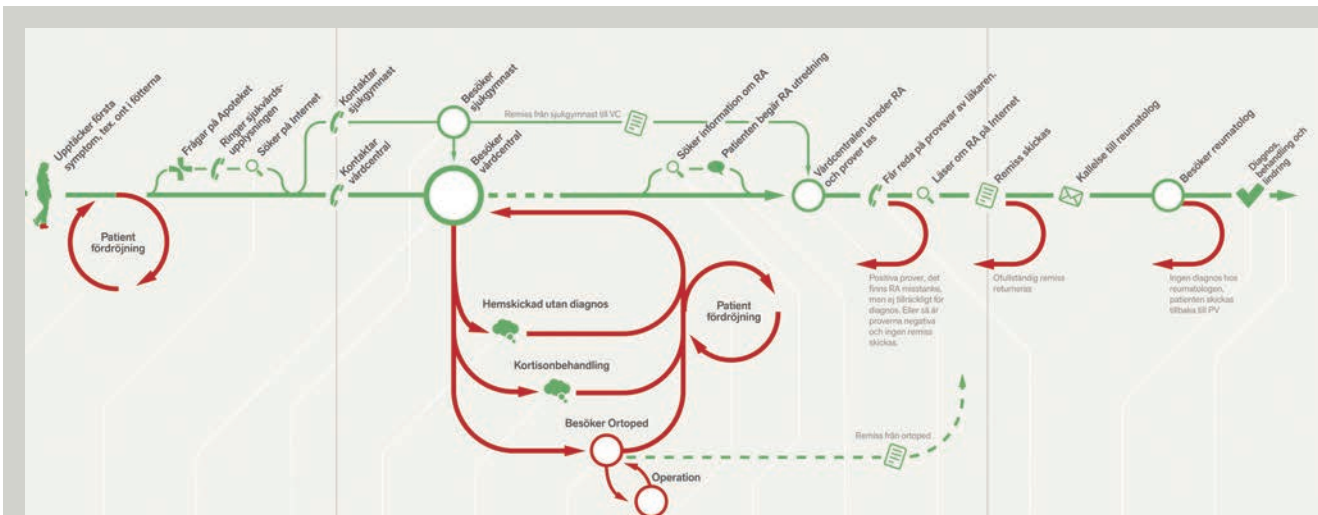 Upptäcker första
symptom, tex. ont i fötterna
Patient
fördröjning
Frågar på Apoteket
Ringer sjukvårds-
upplysningen
Söker på Internet
Kontaktar
sjukgymnast
Kontaktar
vårdcentral
Besöker
sjukgymnast
Besöker
vårdcentral
Remiss från sjukgymnast till VC
Söker information om RA
Patienten begär RA utredning
Vårdcentralen utreder RA
och prover tas
Får reda på provsvar av läkaren.
Läser om RA på Internet
Remiss skickas
Kallelse till reumatolog
Besöker reumatolog
Diagnos,
behandling och
lindring
Hemskickad utan diagnos
Kortisonbehandling
Besöker Ortoped
Operation
Patient
fördröjning
Remiss från ortoped
Positiva prover, det
finns RA misstanke,
men ej tillräckligt för
diagnos. Eller så är
proverna negativa
och ingen remiss
skickas.
Ofullständig remiss
returneras
Ingen diagnos hos
reumatologen,
patienten skickas
tillbaka till PV